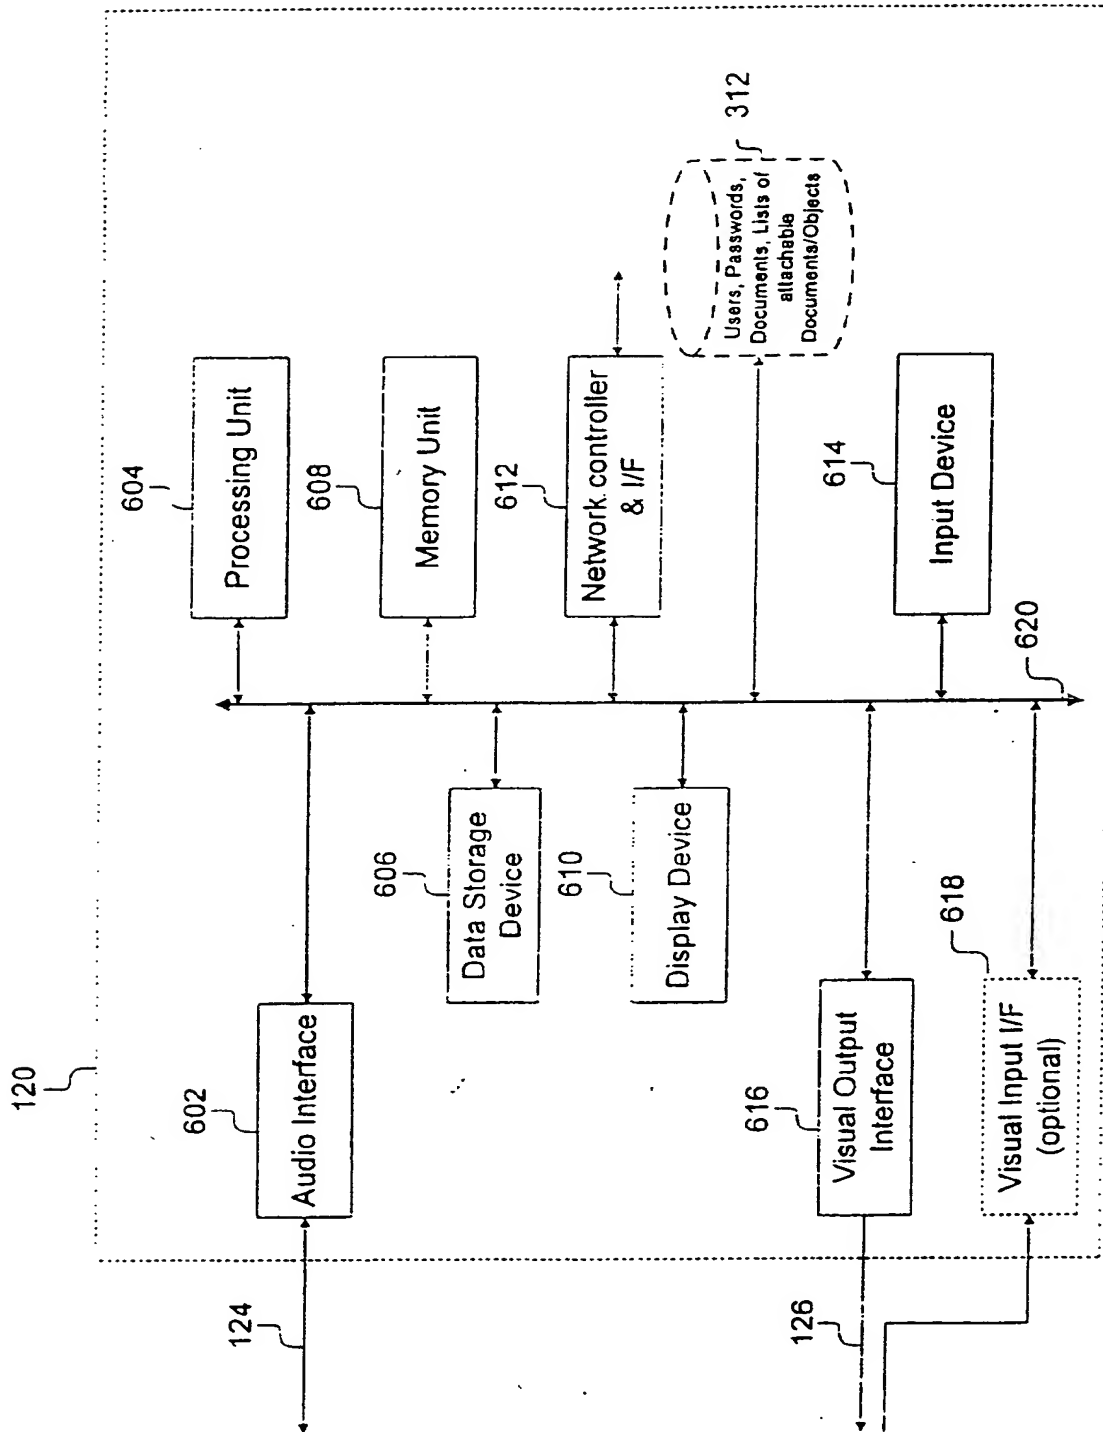 120
602
Audio Interface
124
604
Processing Unit
606
Data Storage
Device
608
Memory Unit
610
Display Device
612
Network controller
& I/F
312
Users, Passwords,
Documents, Lists of
attachable
Documents/Objects
616
Visual Output
Interface
126
614
Input Device
618
Visual Input I/F
(optional)
620